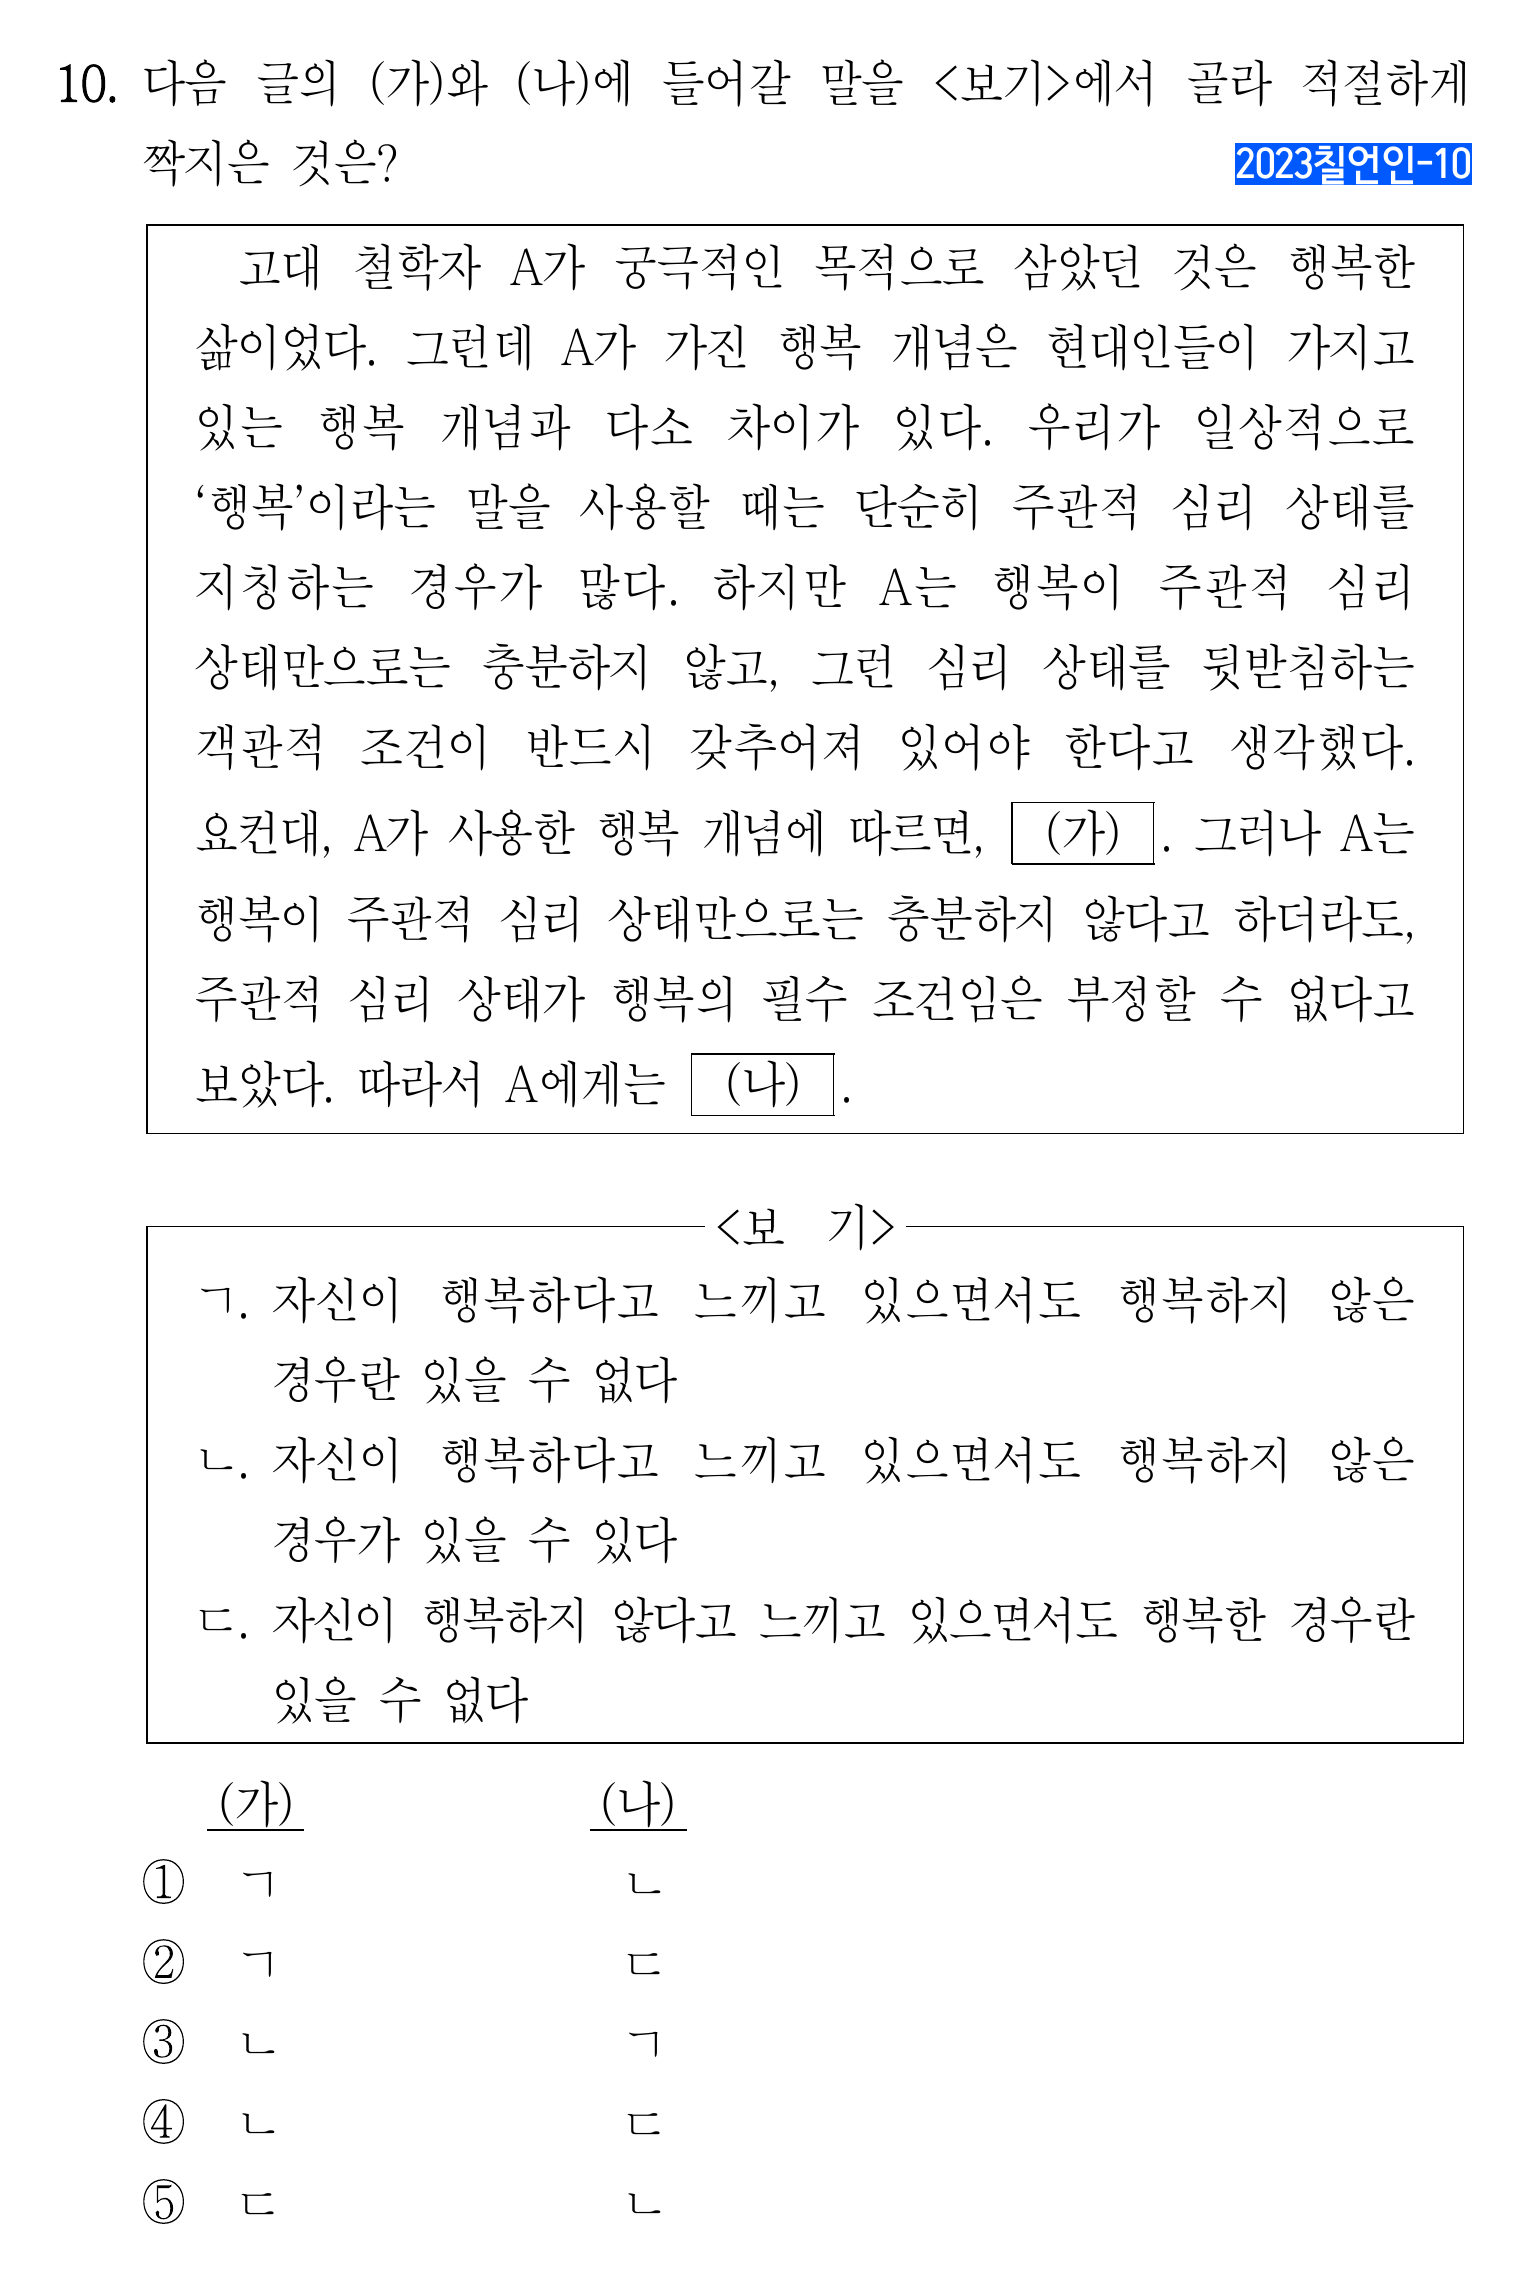 10. 다음 글의 (가)와 (나)에 들어갈 말을 <보기>에서 골라 적절하게
짝지은 것은?
2023칠언인-10
고대 철학자 A가 궁극적인 목적으로 삼았던 것은 행복한
삶이었다. 그런데 A가 가진 행복 개념은 현대인들이 가지고
있는 행복 개념과 다소 차이가 있다. 우리가 일상적으로
‘행복’이라는 말을 사용할 때는 단순히 주관적 심리 상태를
지칭하는 경우가 많다. 하지만 A는 행복이 주관적 심리
상태만으로는 충분하지 않고, 그런 심리 상태를 뒷받침하는
객관적 조건이 반드시 갖추어져 있어야 한다고 생각했다.
요컨대, A가 사용한 행복 개념에 따르면, (가) . 그러나 A는
행복이 주관적 심리 상태만으로는 충분하지 않다고 하더라도,
주관적 심리 상태가 행복의 필수 조건임은 부정할 수 없다고
보았다. 따라서 A에게는 (나) .
<보 기>
ㄱ. 자신이 행복하다고 느끼고 있으면서도 행복하지 않은
경우란 있을 수 없다
ㄴ. 자신이 행복하다고 느끼고 있으면서도 행복하지 않은
경우가 있을 수 있다
ㄷ. 자신이 행복하지 않다고 느끼고 있으면서도 행복한 경우란
있을 수 없다
(가) (나)
① ㄱ ㄴ
② ㄱ ㄷ
③ ㄴ ㄱ
④ ㄴ ㄷ
⑤ ㄷ ㄴ